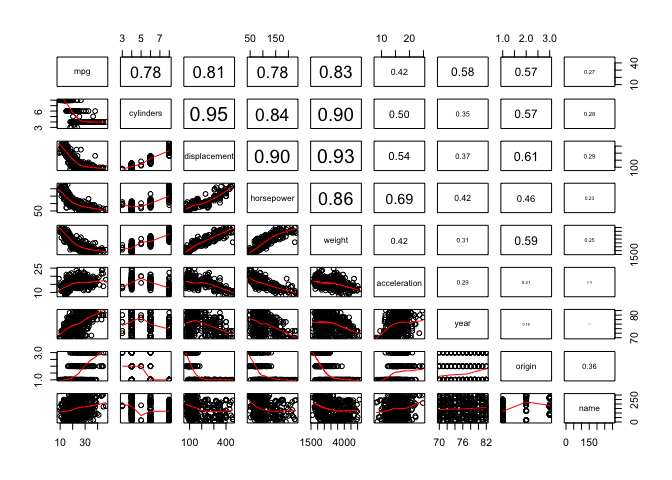 3 5 7 50 150 10 20 1.0 2.0 3.0
mpg 0.78 0.81 0.78 0.83 0.42 0.58 0.57 0.27 10 40
3 6 cylinders 0.95 0.84 0.90 0.50 0.35 0.57 0.28
displacement 0.90 0.93 0.54 0.37 0.61 0.29 100
50 horsepower 0.86 0.69 0.42 0.46 0.23
weight 0.42 0.31 0.59 0.25 1500
10 25 acceleration 0.29 0.21
year 0.18 70 80
1.0 3.0 origin 0.36
name 0 250
10 30 100 400 1500 4000 70 76 82 0 150